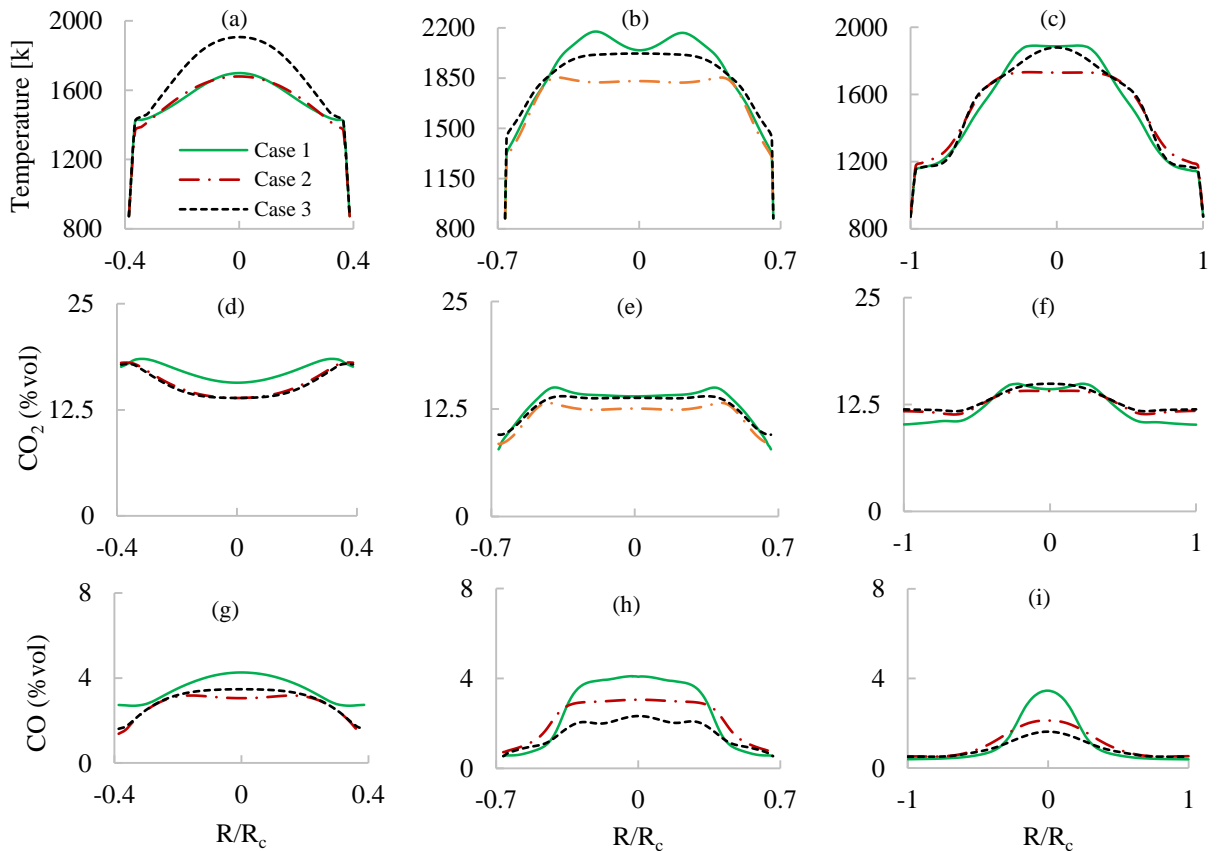 (a) (b) (c)
Temperature [k]
2000 2200 2000
1600 1850 1600
1200 1500 1200
800 1150 800
800
Case 1
Case 2
Case 3
-0.4 0 0.4 -0.7 0 0.7 -1 0 1
(d) (e) (f)
CO2 (%vol)
25 25 25
12.5 12.5 12.5
0 0 0
-0.4 0 0.4 -0.7 0 0.7 -1 0 1
(g) (h) (i)
CO (%vol)
8 8 8
4 4 4
0 0 0
-0.4 0 0.4 -0.7 0 0.7 -1 0 1
R/Rc R/Rc R/Rc